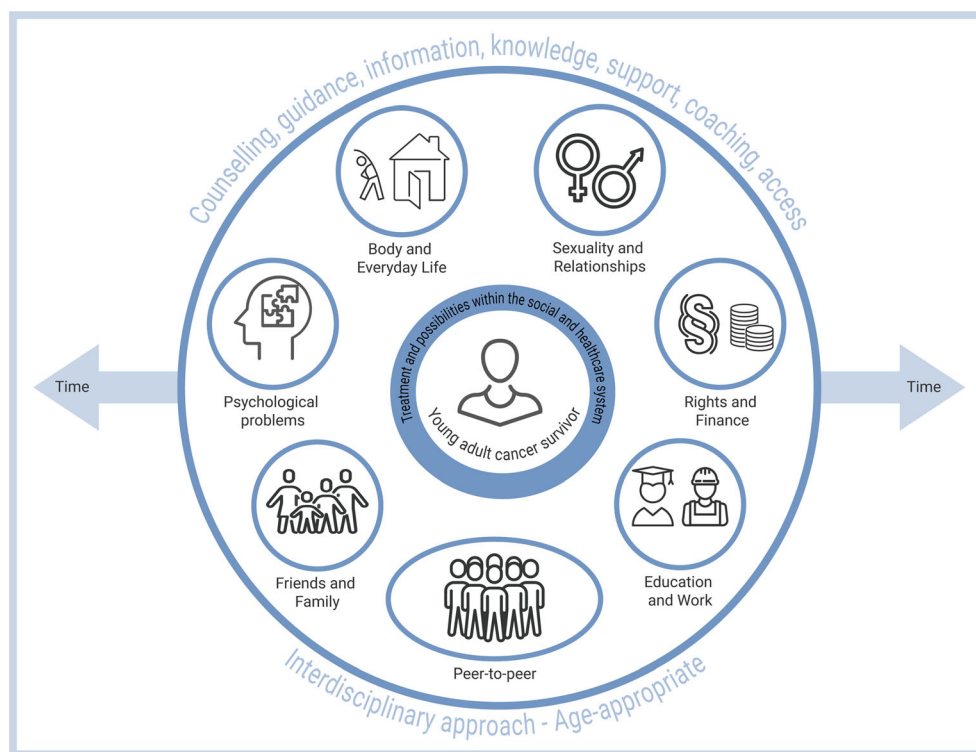 Counselling, guidance, information, knowledge, support, coaching, access
Body and
Everyday Life
Sexuality and
Relationships
Psychological
problems
Treatment and possibilities within the social and healthcare system
Young adult cancer survivor
Rights and
Finance
Time
Time
Friends and
Family
Education
and Work
Peer-to-peer
Interdisciplinary approach - Age-appropriate